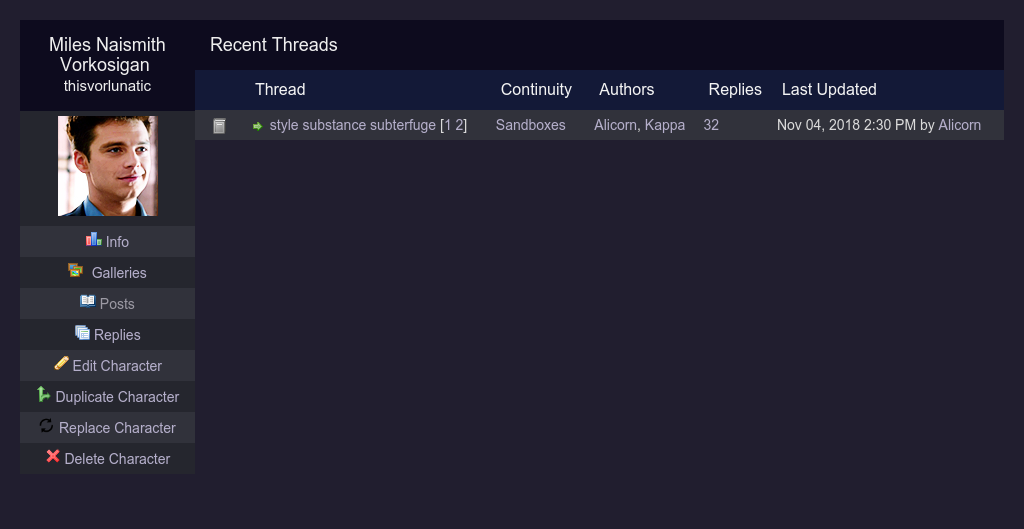 Miles Naismith
Vorkosigan
thisvorlunatic
Info
Galleries
Posts
Replies
Edit Character
Duplicate Character
Replace Character
Delete Character
Recent Threads
Thread Continuity Authors Replies Last Updated
style substance subterfuge [1 2] Sandboxes Alicorn, Kappa 32 Nov 04, 2018 2:30 PM by Alicorn